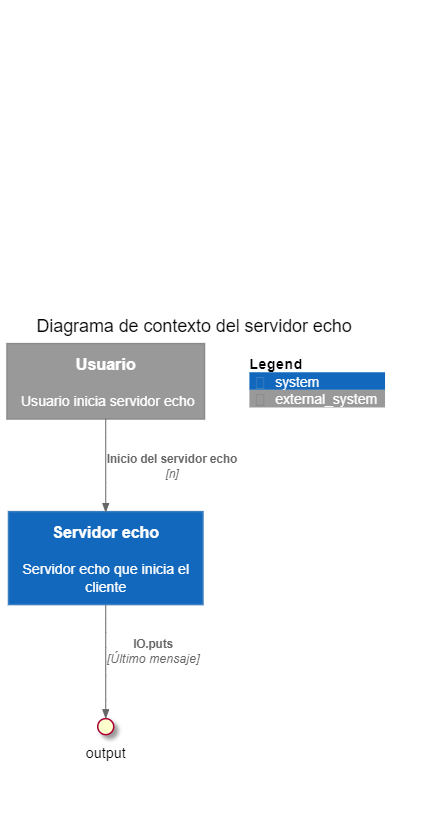 Diagrama de contexto del servidor echo
Usuario
Usuario inicia servidor echo
Legend
system
external_system
Inicio del servidor echo
[n]
Servidor echo
Servidor echo que inicia el
cliente
IO.puts
[Último mensaje]
output